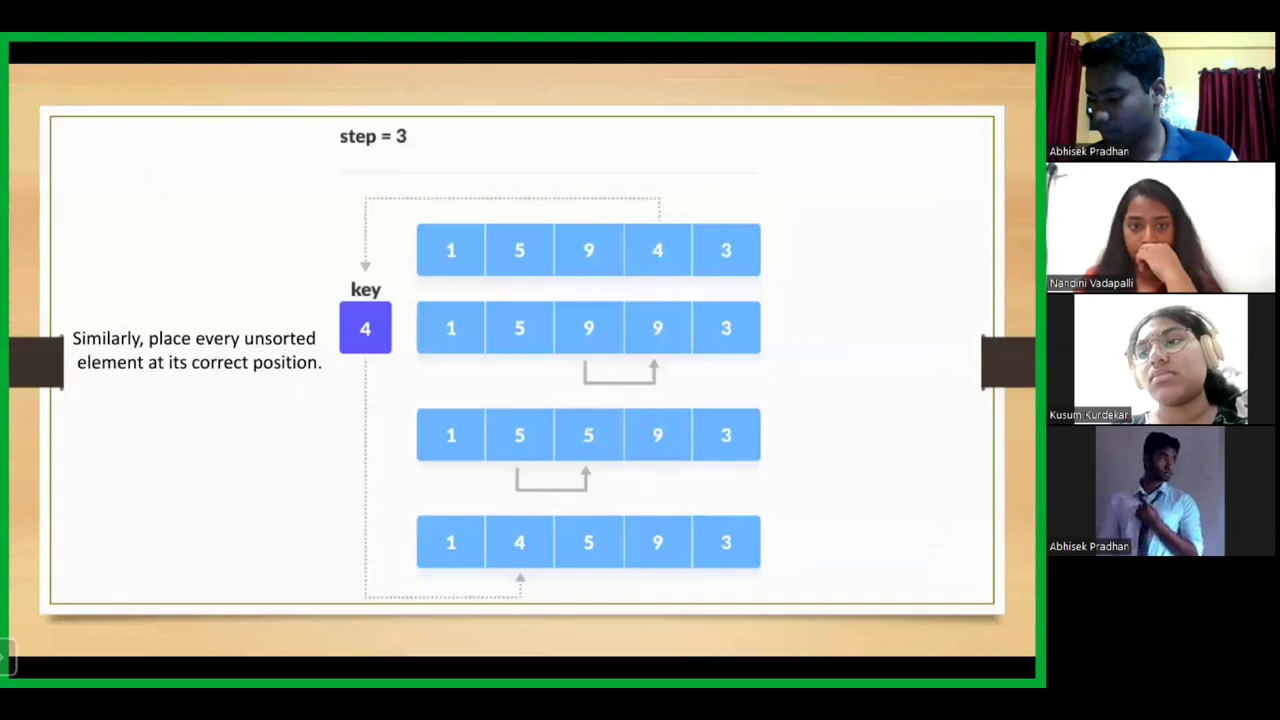 step = 3
1 5 9 4 3
key
4
1 5 9 9 3
Similarly, place every unsorted
element at its correct position.
1 5 5 9 3
1 4 5 9 3
Abhisek Pradhan
Nandini Vadapalli
Kusum Kurdekar
Abhisek Pradhan